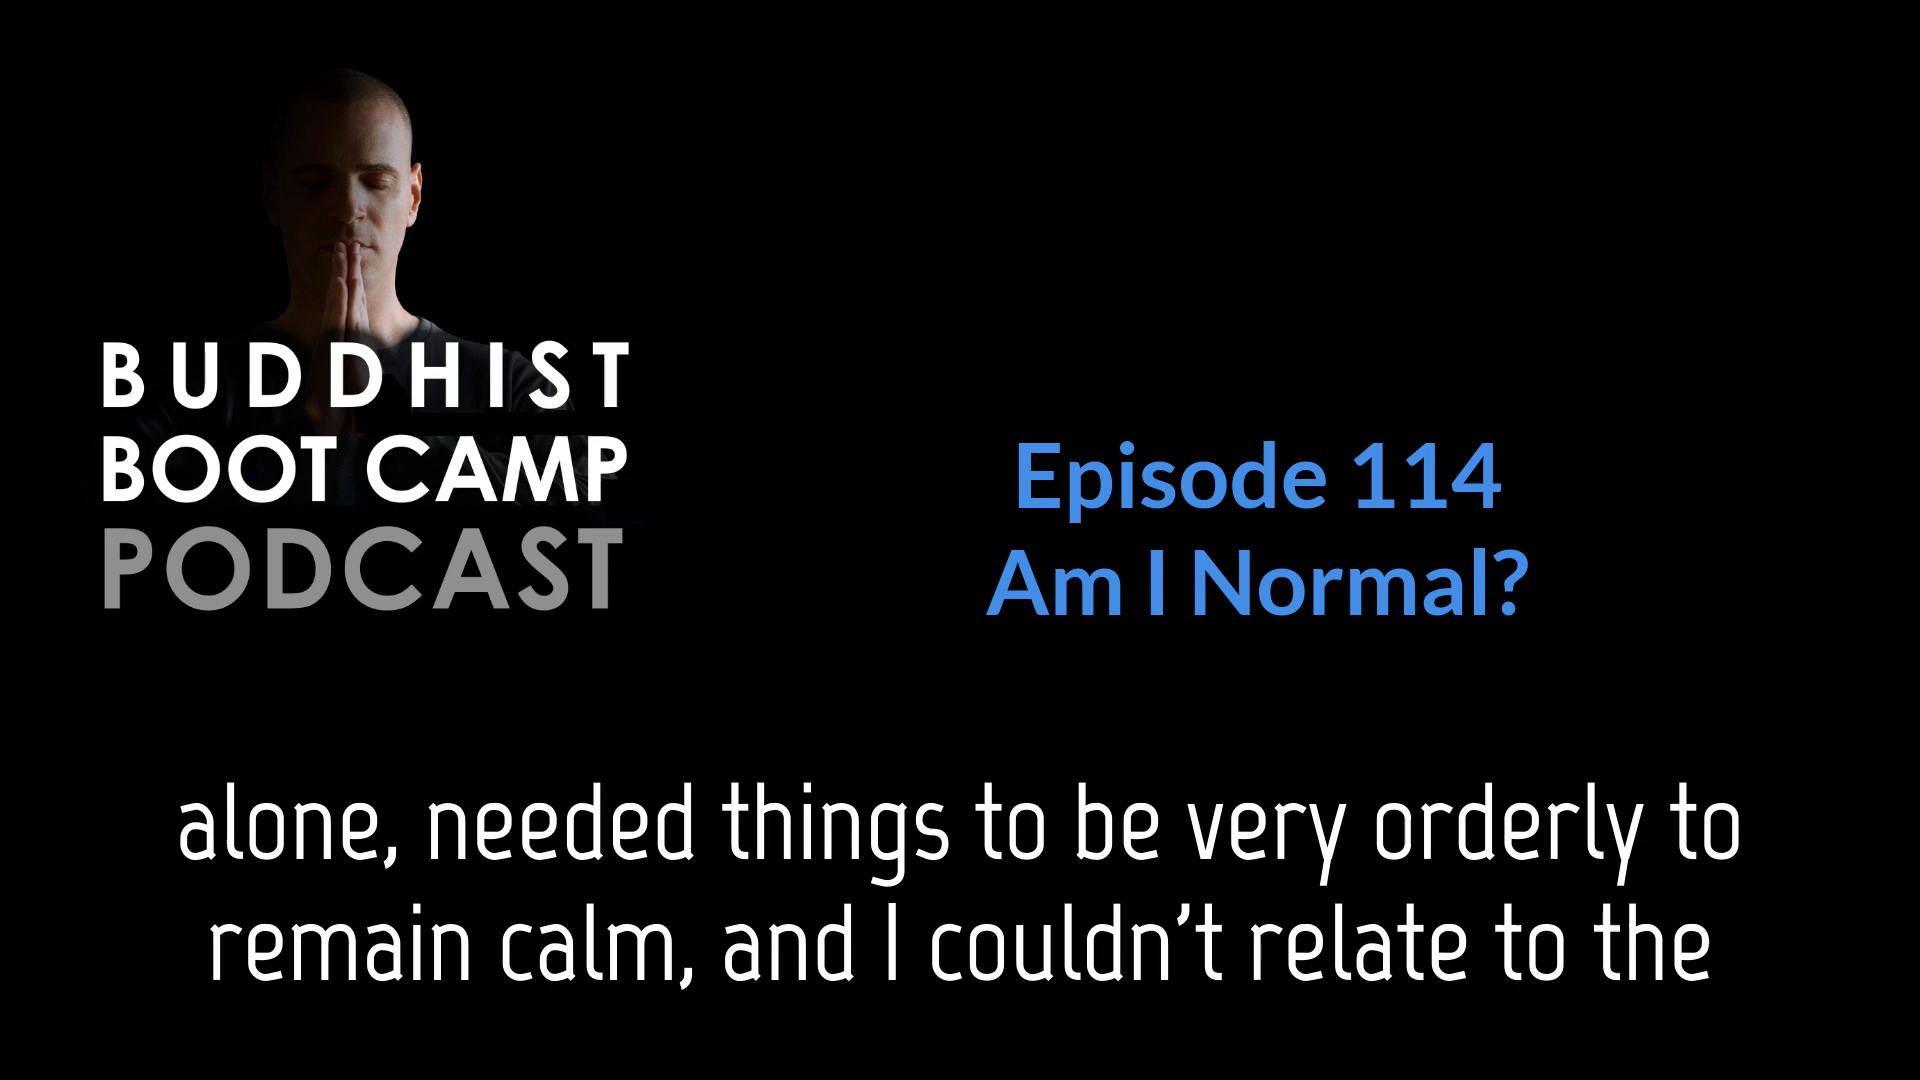 BUDDHIST
BOOT CAMP
PODCAST
Episode 114
Am I Normal?
alone, needed things to be very orderly to
remain calm, and I couldn’t relate to the